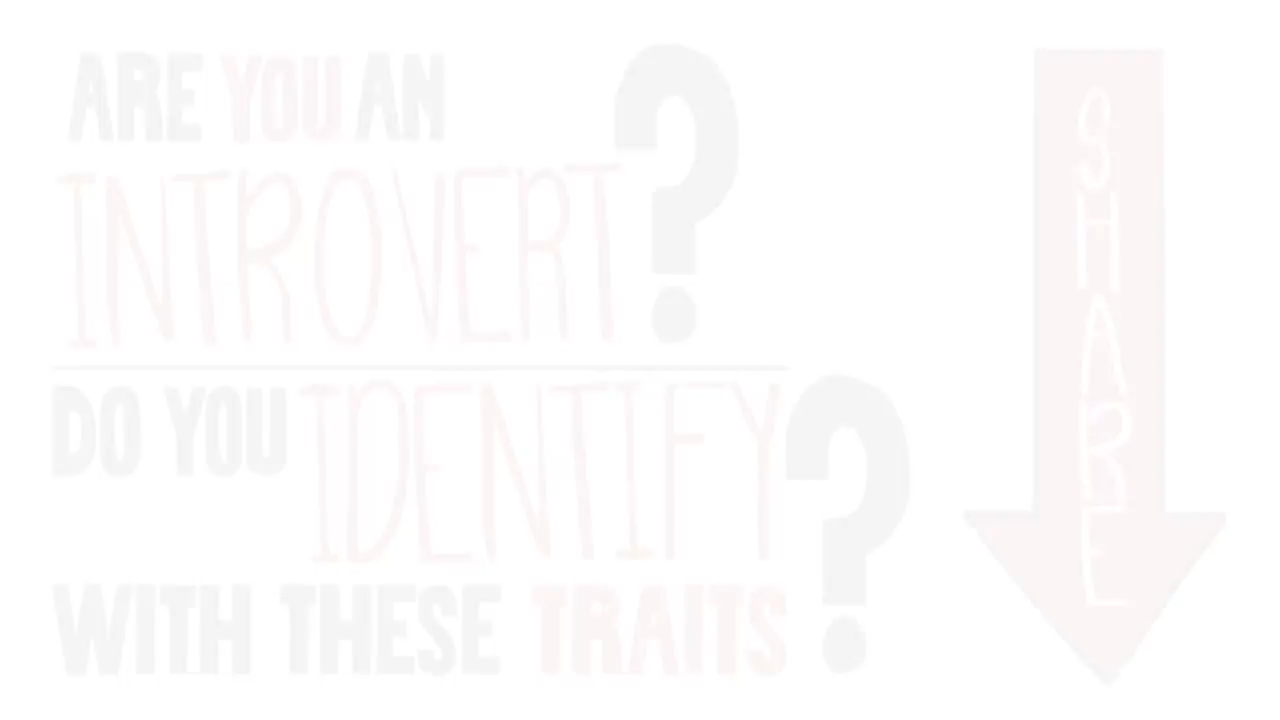 ARE YOU AN
INTROVERT?
DO YOU IDENTIFY?
WITH THESE TRAITS
SHARE